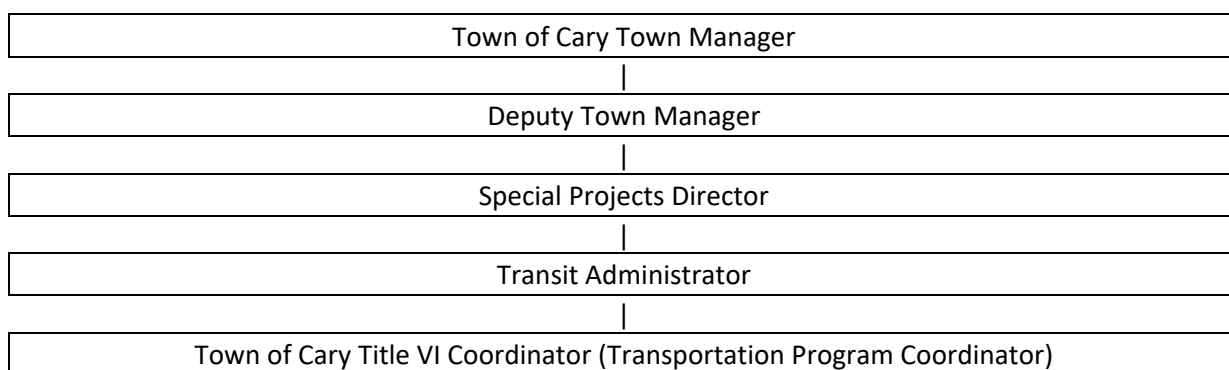 Town of Cary Town Manager
Deputy Town Manager
Special Projects Director
Transit Administrator
Town of Cary Title VI Coordinator (Transportation Program Coordinator)